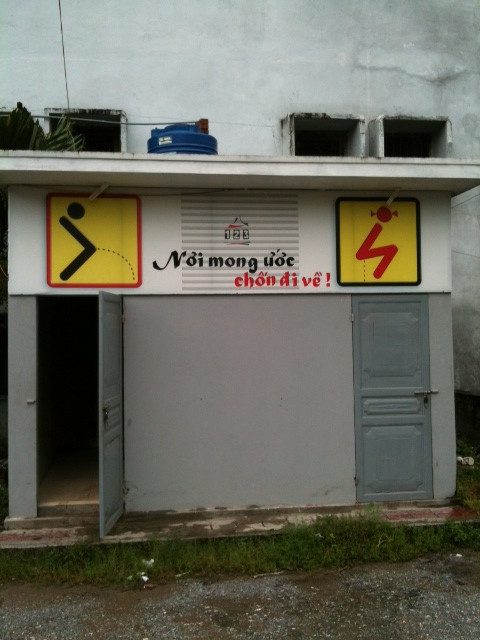 123
Nơi mong ước
chốn đi về !